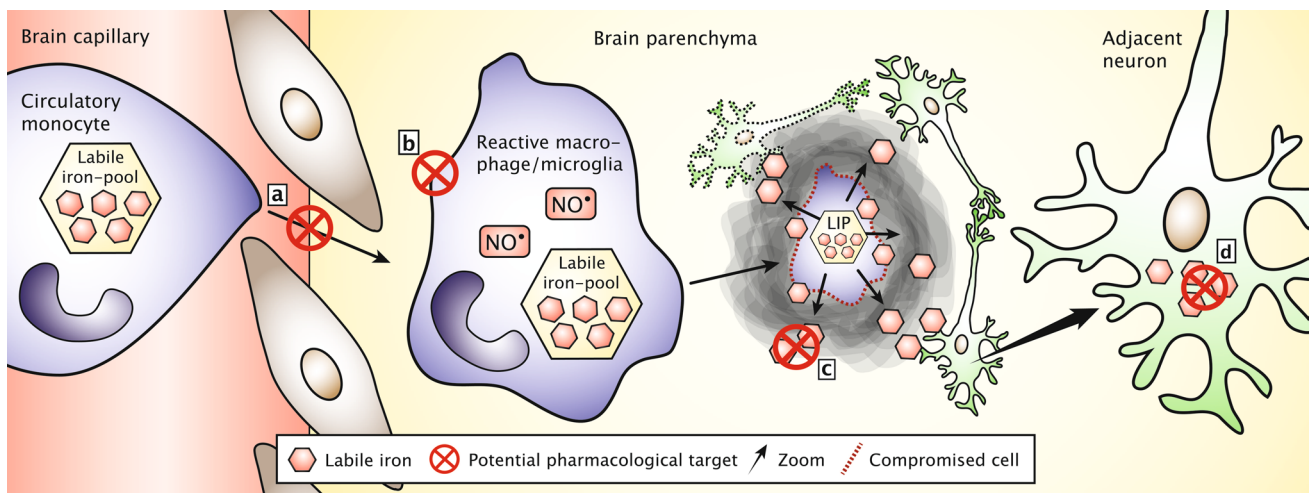 Brain capillary
Brain parenchyma
Adjacent
neuron
Circulatory
monocyte
Labile
iron-pool
a
b
Reactive macro-
phage/microglia
NO•
NO•
Labile
iron-pool
LIP
c
d
Labile iron
Potential pharmacological target
Zoom
Compromised cell